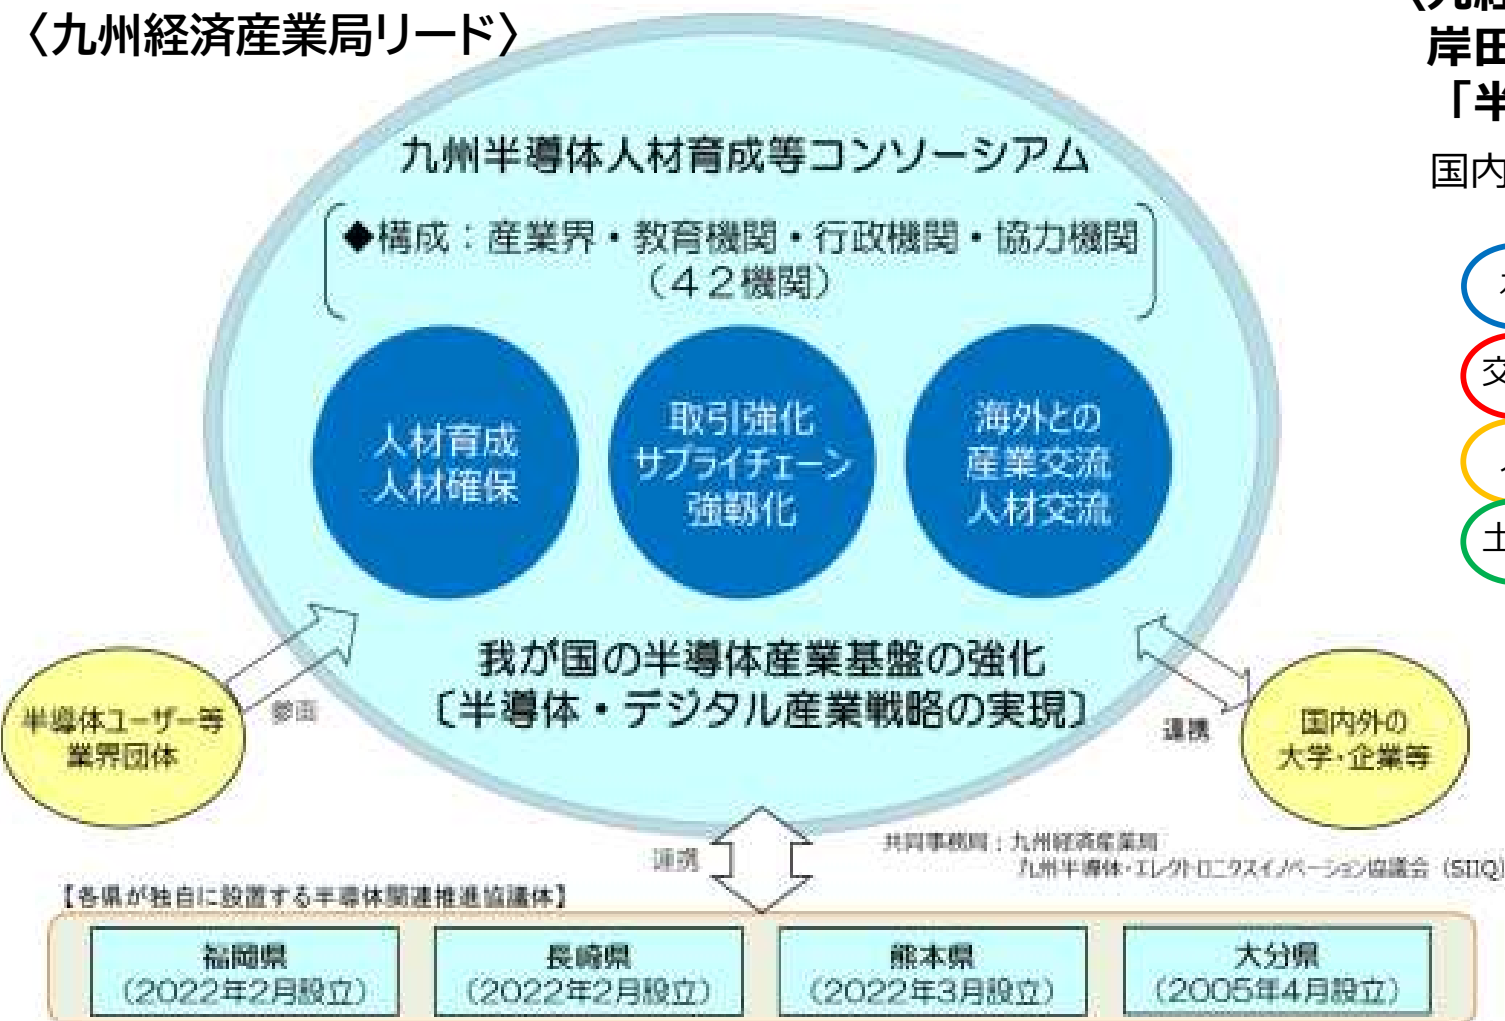 〈九州経済産業局リード〉
九州半導体人材育成等コンソーシアム
◆構成：産業界・教育機関・行政機関・協力機関
（４２機関）
人材育成
人材確保
取引強化
サプライチェーン
強靱化
海外との
産業交流
人材交流
我が国の半導体産業基盤の強化
〔半導体・デジタル産業戦略の実現〕
半導体ユーザー等
業界団体
参画
連携
国内外の
大学・企業等
連携
共同事務局：九州経済産業局
九州半導体・エレクトロニクスイノベーション協議会（SIIQ）
【各県が独自に設置する半導体関連推進協議体】
福岡県
（2022年2月設立）
長崎県
（2022年2月設立）
熊本県
（2022年3月設立）
大分県
（2005年4月設立）
岸田
「半
国内
交
土